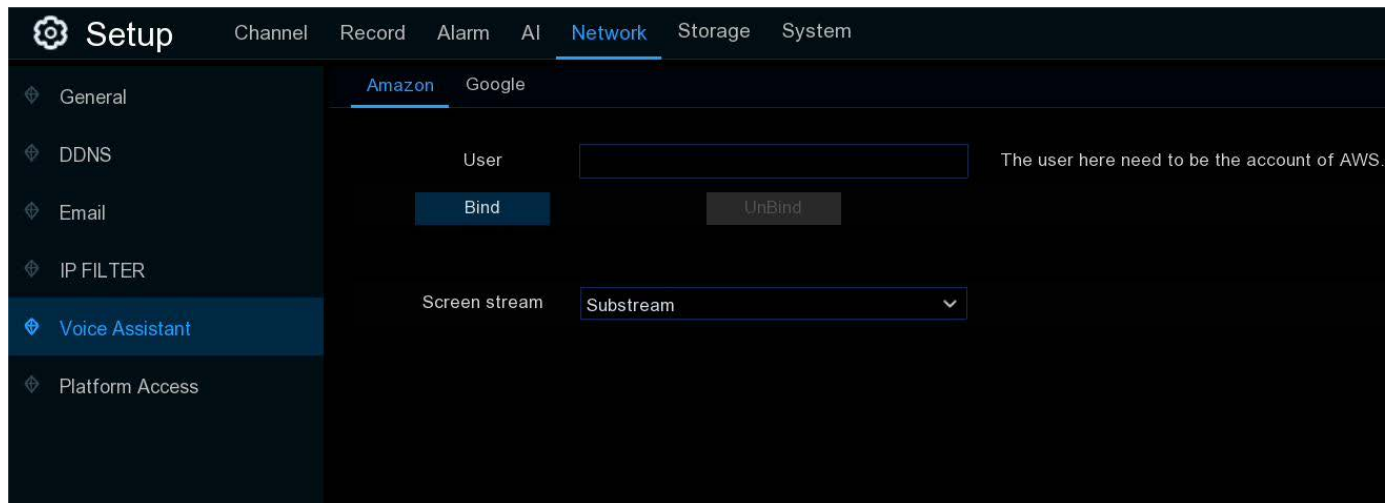 Setup Channel Record Alarm AI Network Storage System
General
DDNS
Email
IP FILTER
Voice Assistant
Platform Access
Amazon Google
User The user here need to be the account of AWS.
Bind UnBind
Screen stream Substream